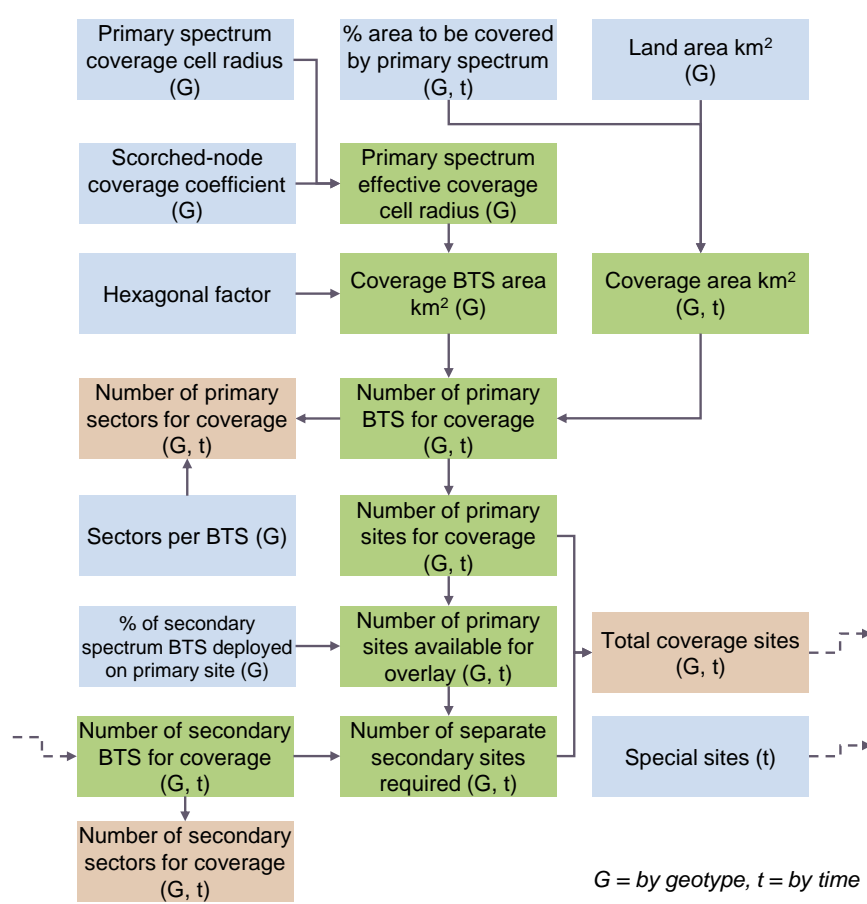 Primary spectrum
coverage cell radius
(G)
% area to be covered
by primary spectrum
(G, t)
Land area km²
(G)
Scorched-node
coverage coefficient
(G)
Primary spectrum
effective coverage
cell radius (G)
Hexagonal factor
Coverage BTS area
km² (G)
Coverage area km²
(G, t)
Number of primary
sectors for coverage
(G, t)
Number of primary
BTS for coverage
(G, t)
Sectors per BTS (G)
Number of primary
sites for coverage
(G, t)
% of secondary
spectrum BTS deployed
on primary site (G)
Number of primary
sites available for
overlay (G, t)
Total coverage sites
(G, t)
Number of secondary
BTS for coverage
(G, t)
Number of separate
secondary sites
required (G, t)
Special sites (t)
Number of secondary
sectors for coverage
(G, t)
G = by geotype, t = by time